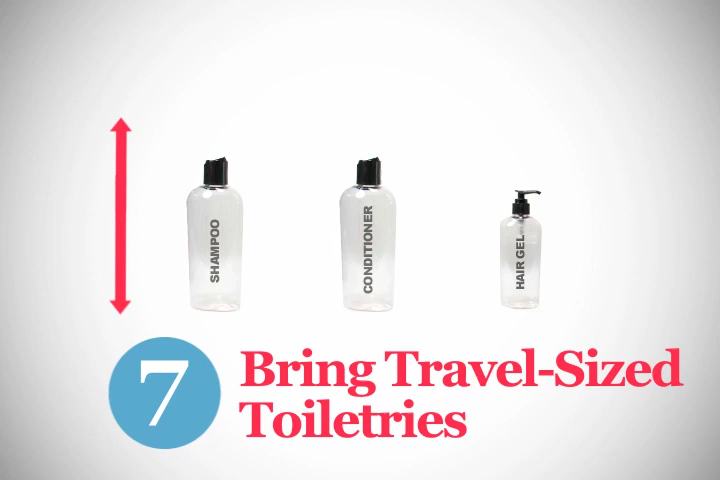 SHAMPOO
CONDITIONER
HAIR GEL
7
Bring Travel-Sized
Toiletries